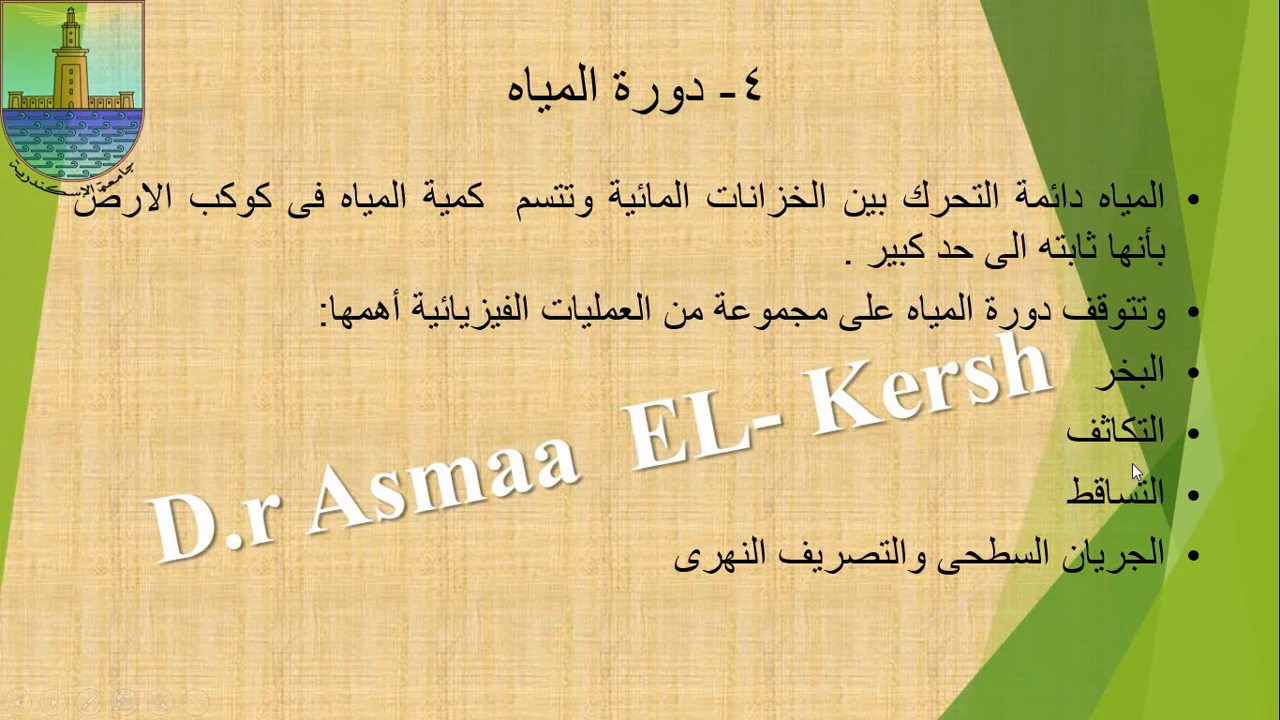 جامعة الإسكندرية
٤- دورة المياه
• المياه دائمة التحرك بين الخزانات المائية وتتسم كمية المياه فى كوكب الارض
بأنها ثابته الى حد كبير .
• وتتوقف دورة المياه على مجموعة من العمليات الفيزيائية أهمها:
• البخر
• التكاثف
• التساقط
• الجريان السطحى والتصريف النهرى
D.r Asmaa EL- Kersh